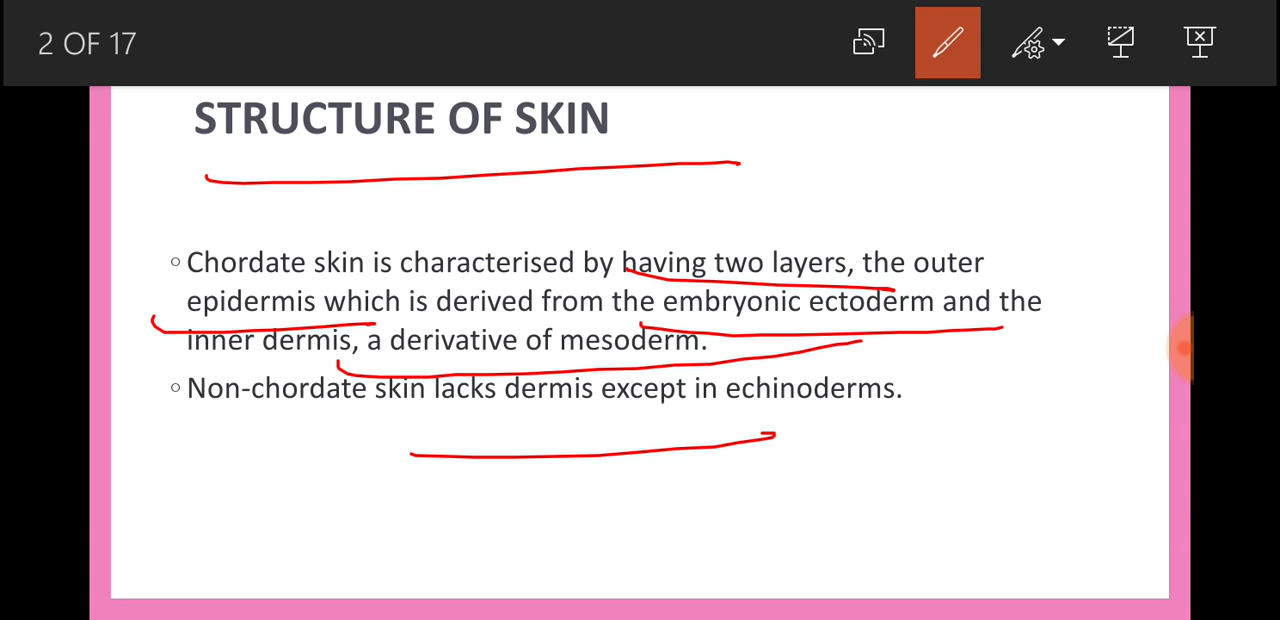 2 OF 17
STRUCTURE OF SKIN
Chordate skin is characterised by having two layers, the outer
epidermis which is derived from the embryonic ectoderm and the
inner dermis, a derivative of mesoderm.
Non-chordate skin lacks dermis except in echinoderms.